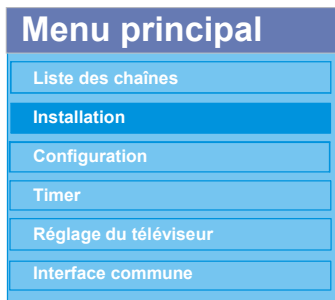 Menu principal
Liste des chaînes
Installation
Configuration
Timer
Réglage du téléviseur
Interface commune